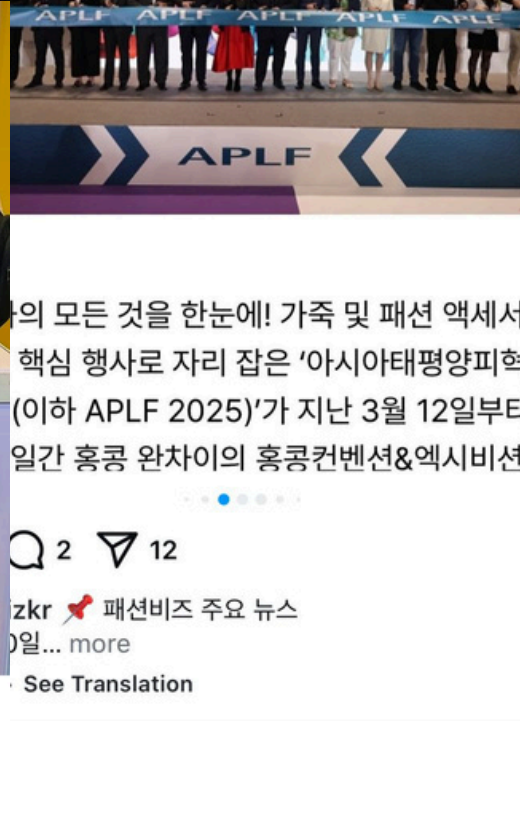 APLF APLF APLF APLF APLF
APLF
의 모든 것을 한눈에! 가죽 및 패션 액세서
핵심 행사로 자리 잡은 ‘아시아태평양피혁
(이하 APLF 2025)’가 지난 3월 12일부터
일간 홍콩 완차이의 홍콩컨벤션&엑시비션
2 12
izkr 📌 패션비즈 주요 뉴스
0일... more
See Translation